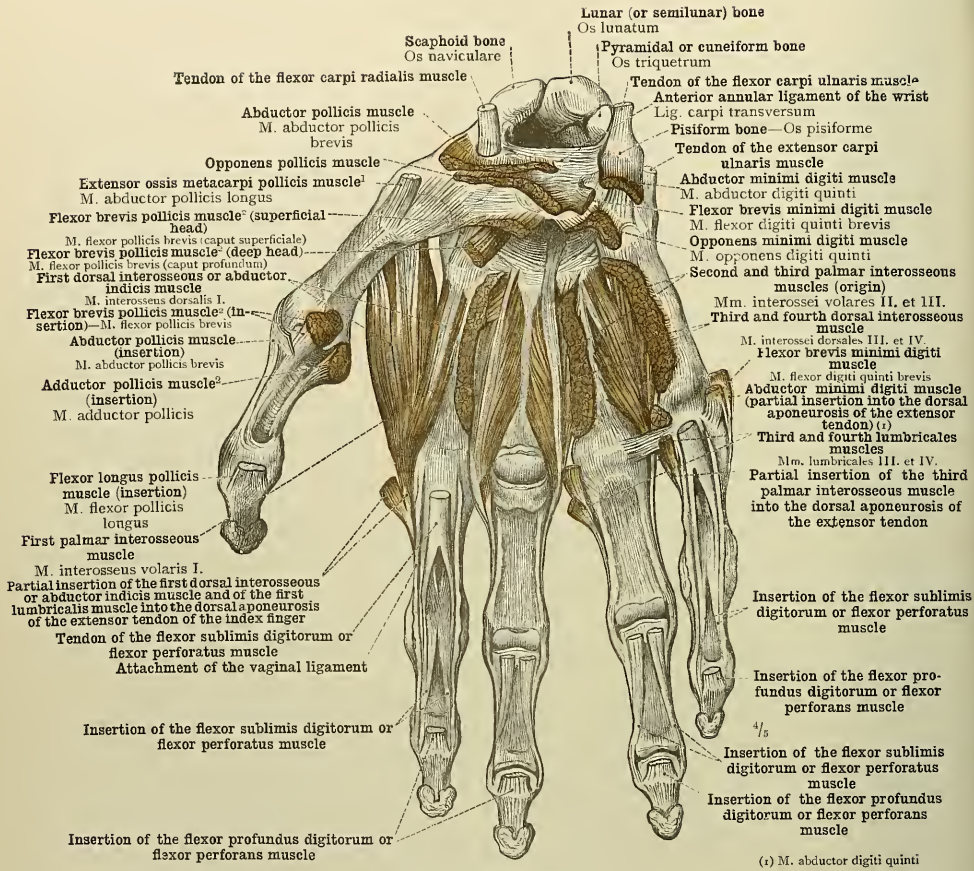 Lunar (or semilunar) bone
Os lunatum
Scaphoid bone
Os naviculare
Pyramidal or cuneiform bone
Os triquetrum
Tendon of the flexor carpi radialis muscle
Abductor pollicis muscle
M. abductor pollicis
brevis
Opponens pollicis muscle
Extensor ossis metacarpi pollicis muscle¹
M. abductor pollicis longus
Flexor brevis pollicis muscle² (superficial
head)
M. flexor pollicis brevis (caput superficiale)
Flexor brevis pollicis muscle² (deep head)
M. flexor pollicis brevis (caput profundum)
First dorsal interosseous or abductor
indicis muscle
M. interosseus dorsalis I.
Flexor brevis pollicis muscle² (in-
sertion)—M. flexor pollicis brevis
Abductor pollicis muscle
(insertion)
M. abductor pollicis brevis
Adductor pollicis muscle²
(insertion)
M. adductor pollicis
Flexor longus pollicis
muscle (insertion)
M. flexor pollicis
longus
First palmar interosseous
muscle
M. interosseus volaris I.
Partial insertion of the first dorsal interosseous
or abductor indicis muscle and of the first
lumbricalis muscle into the dorsal aponeurosis
of the extensor tendon of the index finger
Tendon of the flexor sublimis digitorum or
flexor perforatus muscle
Attachment of the vaginal ligament
Insertion of the flexor sublimis digitorum or
flexor perforatus muscle
Insertion of the flexor profundus digitorum or
flexor perforans muscle
Tendon of the flexor carpi ulnaris muscle
Anterior annular ligament of the wrist
Lig. carpi transversum
Pisiform bone—Os pisiforme
Tendon of the extensor carpi
ulnaris muscle
Abductor minimi digiti muscle
M. abductor digiti quinti
Flexor brevis minimi digiti muscle
M. flexor digiti quinti brevis
Opponens minimi digiti muscle
M. opponens digiti quinti
Second and third palmar interosseous
muscles (origin)
Mm. interossei volares II. et III.
Third and fourth dorsal interosseous
muscle
M. interossei dorsales III. et IV.
Flexor brevis minimi digiti
muscle
M. flexor digiti quinti brevis
Abductor minimi digiti muscle
(partial insertion into the dorsal
aponeurosis of the extensor
tendon) (1)
Third and fourth lumbricales
muscles
Mm. lumbricales III. et IV.
Partial insertion of the third
palmar interosseous muscle
into the dorsal aponeurosis of
the extensor tendon
Insertion of the flexor sublimis
digitorum or flexor perforatus
muscle
Insertion of the flexor pro-
fundus digitorum or flexor
perforans muscle
4/5
Insertion of the flexor sublimis
digitorum or flexor perforatus
muscle
Insertion of the flexor profundus
digitorum or flexor perforans
muscle
(1) M. abductor digiti quinti